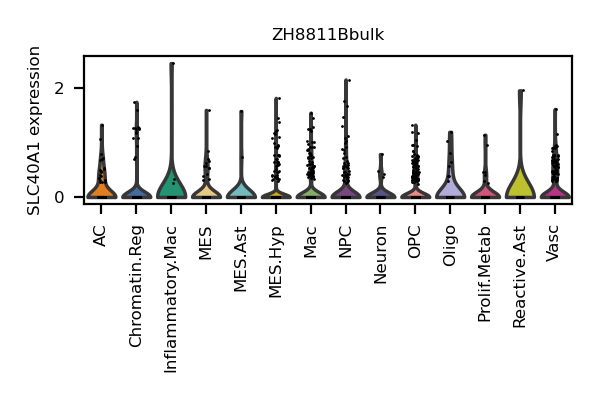 ZH8811Bbulk
SLC40A1 expression
2
0
AC
Chromatin.Reg
Inflammatory.Mac
MES
MES.Ast
MES.Hyp
Mac
NPC
Neuron
OPC
Oligo
Prolif.Metab
Reactive.Ast
Vasc